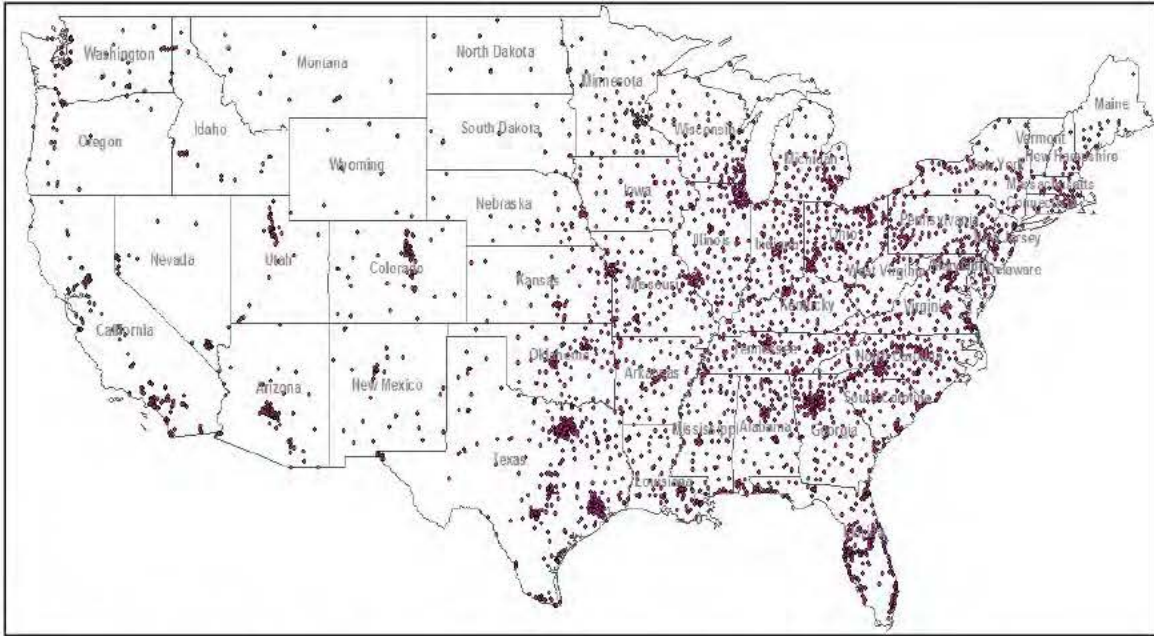 Washington
Montana
North Dakota
Minnesota
Maine
Oregon
Idaho
South Dakota
Wisconsin
Vermont
New Hampshire
Wyoming
Michigan
New York
Massachusetts
Iowa
Nebraska
Pennsylvania
Nevada
Utah
Colorado
Illinois
Indiana
Ohio
Jersey
Kansas
Missouri
West Virginia
Delaware
Kentucky
Virginia
California
Oklahoma
Tennessee
North Carolina
Arizona
New Mexico
Arkansas
South Carolina
Mississippi
Alabama
Georgia
Texas
Louisiana